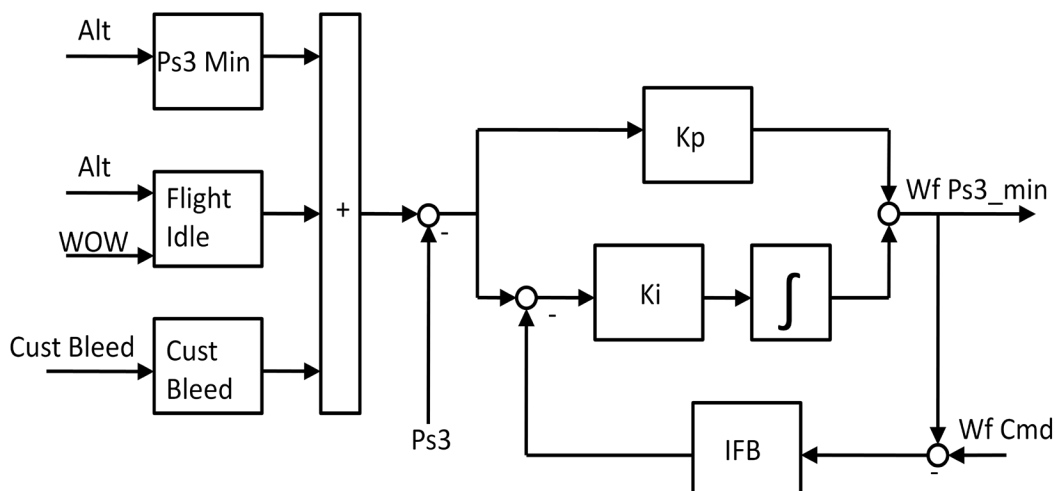 Alt
Ps3 Min
Alt
WOW
Flight
Idle
Cust Bleed
Cust
Bleed
+
-
Ps3
Kp
-
Ki
∫
IFB
Wf Ps3_min
Wf Cmd
-